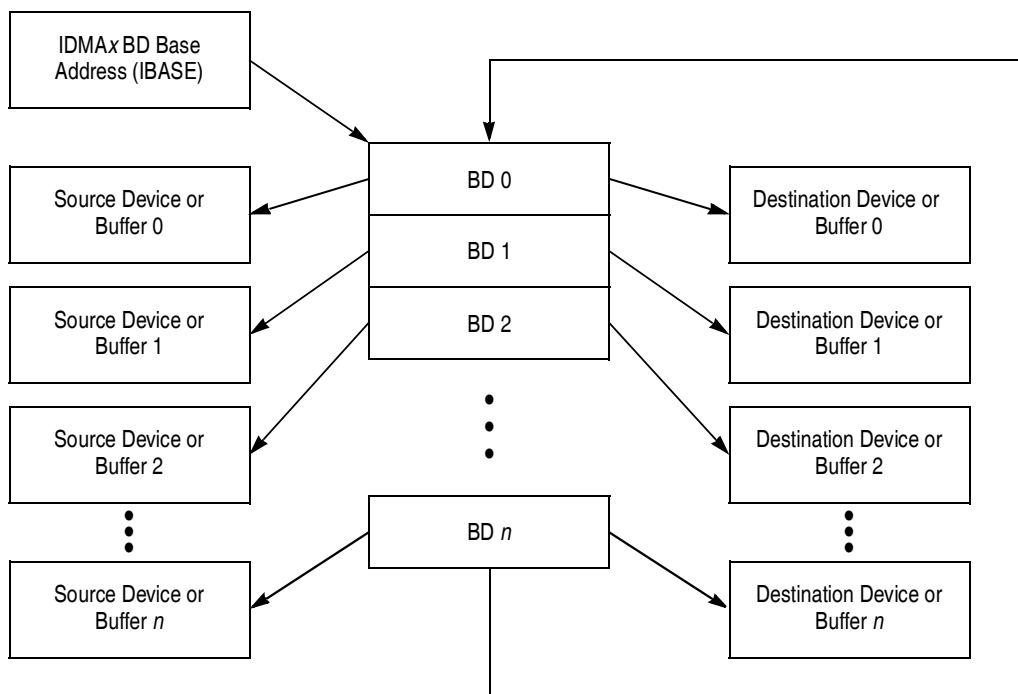 IDMAx BD Base
Address (IBASE)
BD 0
Source Device or
Buffer 0
Destination Device or
Buffer 0
BD 1
Source Device or
Buffer 1
Destination Device or
Buffer 1
BD 2
Source Device or
Buffer 2
Destination Device or
Buffer 2
BD n
Source Device or
Buffer n
Destination Device or
Buffer n